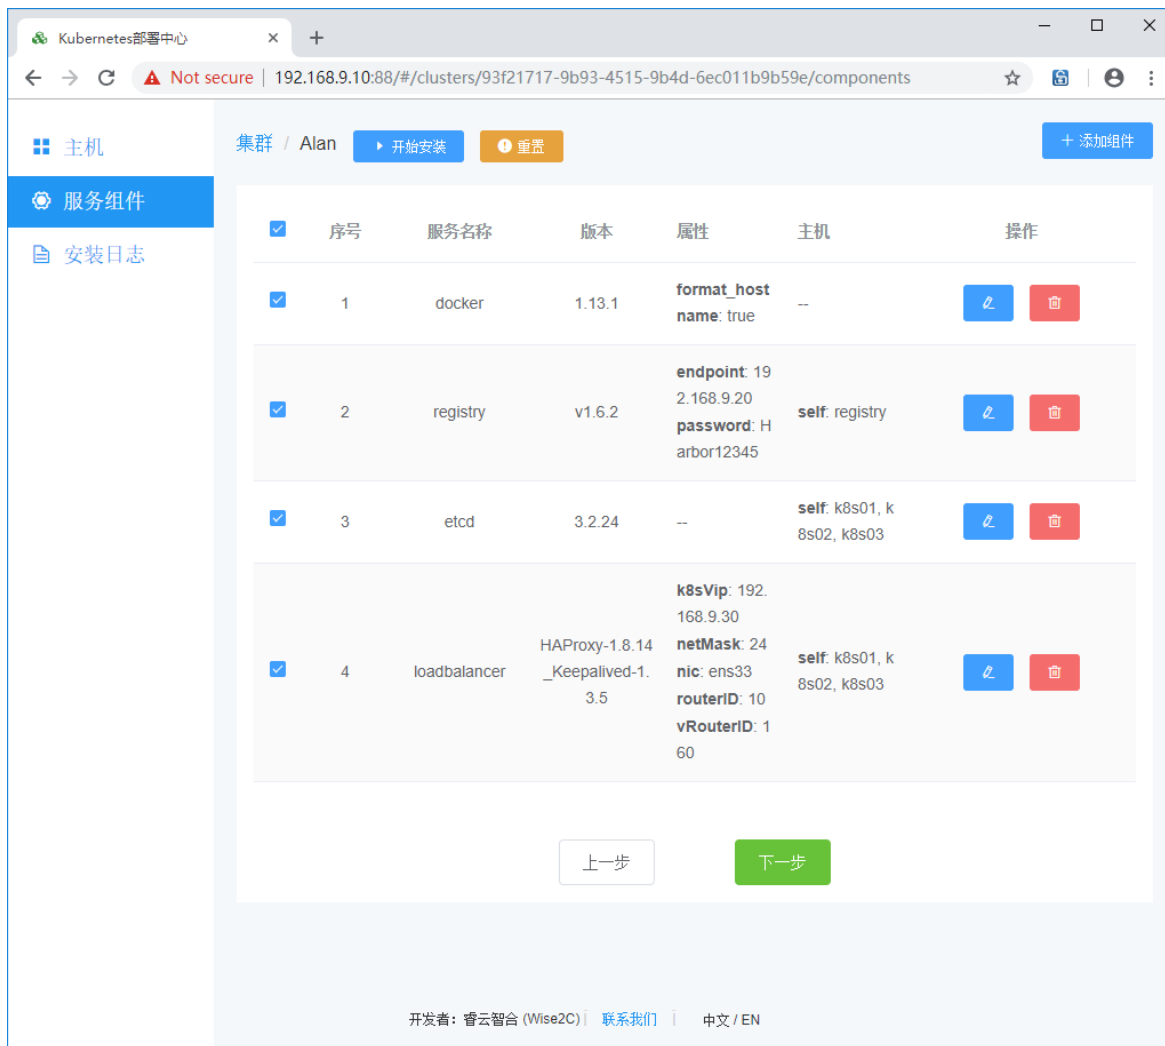 Kubernetes部署中心
Not secure | 192.168.9.10:88/#/clusters/93f21717-9b93-4515-9b4d-6ec011b9b59e/components
主机
服务组件
安装日志
集群 / Alan 开始安装 重置 添加组件
序号 服务名称 版本 属性 主机 操作
1 docker 1.13.1 format_host
name: true --
2 registry v1.6.2 endpoint: 19
2.168.9.20
password: H
arbor12345 self: registry
3 etcd 3.2.24 -- self: k8s01, k
8s02, k8s03
4 loadbalancer HAProxy-1.8.14
_Keepalived-1.
3.5 k8sVip: 192.
168.9.30
netMask: 24
nic: ens33
routerID: 10
vRouterID: 1
60 self: k8s01, k
8s02, k8s03
上一步 下一步
开发者：睿云智合 (Wise2C) | 联系我们 | 中文 / EN